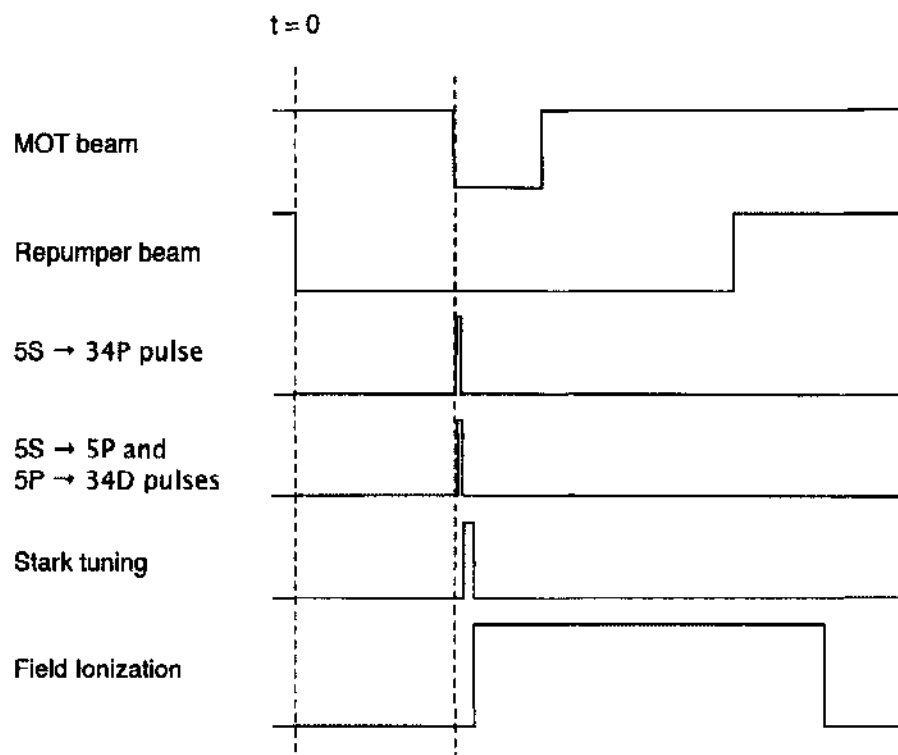 t = 0
MOT beam
Repumper beam
5S → 34P pulse
5S → 5P and
5P → 34D pulses
Stark tuning
Field Ionization